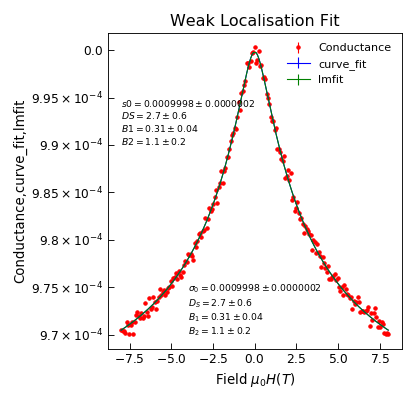 Weak Localisation Fit
Conductance,curve_fit,lmfit
0.0
9.95 × 10⁻⁴
9.9 × 10⁻⁴
9.85 × 10⁻⁴
9.8 × 10⁻⁴
9.75 × 10⁻⁴
9.7 × 10⁻⁴
Conductance
curve_fit
lmfit
s0 = 0.0009998 ± 0.0000002
DS = 2.7 ± 0.6
B1 = 0.31 ± 0.04
B2 = 1.1 ± 0.2
σ₀ = 0.0009998 ± 0.0000002
D_S = 2.7 ± 0.6
B₁ = 0.31 ± 0.04
B₂ = 1.1 ± 0.2
−7.5 −5.0 −2.5 0.0 2.5 5.0 7.5
Field μ₀H(T)